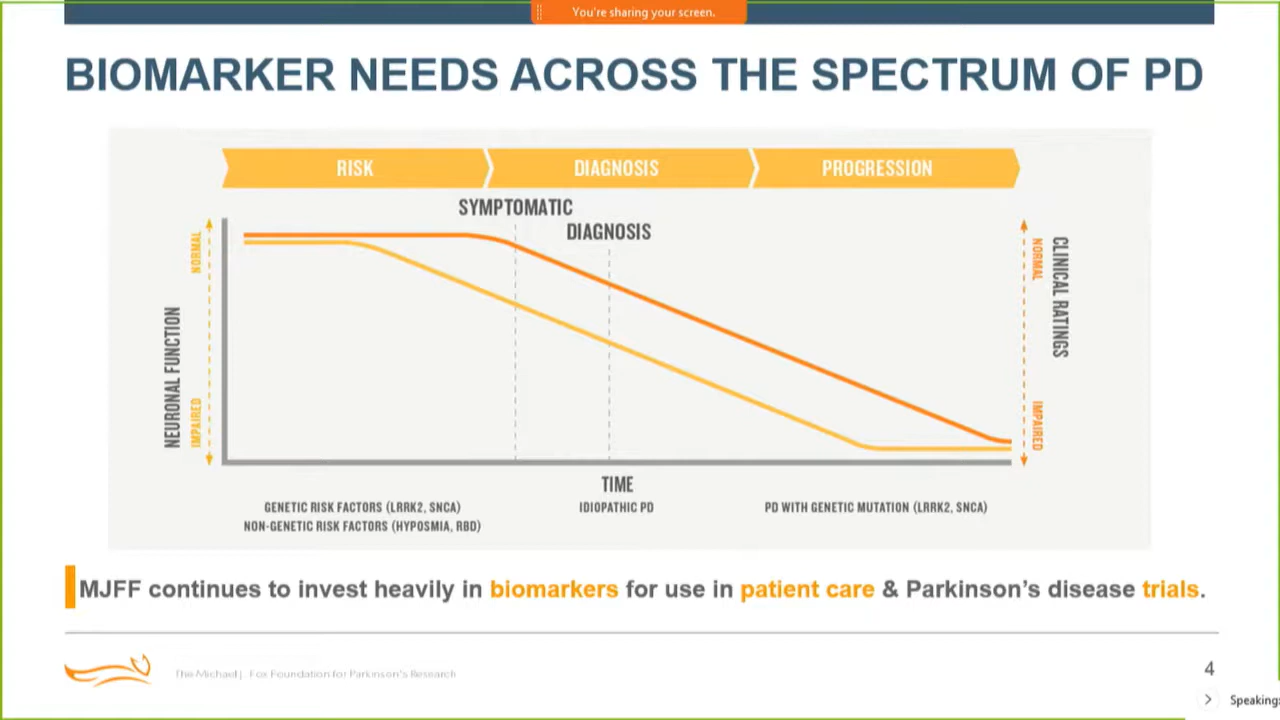 You're sharing your screen.
BIOMARKER NEEDS ACROSS THE SPECTRUM OF PD
RISK
DIAGNOSIS
PROGRESSION
SYMPTOMATIC
DIAGNOSIS
NORMAL
NEURONAL FUNCTION
IMPAIRED
NORMAL
CLINICAL RATINGS
IMPAIRED
TIME
GENETIC RISK FACTORS (LRRK2, SNCA)
NON-GENETIC RISK FACTORS (HYPOSMIA, RBD)
IDIOPATHIC PD
PD WITH GENETIC MUTATION (LRRK2, SNCA)
MJFF continues to invest heavily in biomarkers for use in patient care & Parkinson's disease trials.
The Michael J. Fox Foundation for Parkinson's Research
4
Speaking: